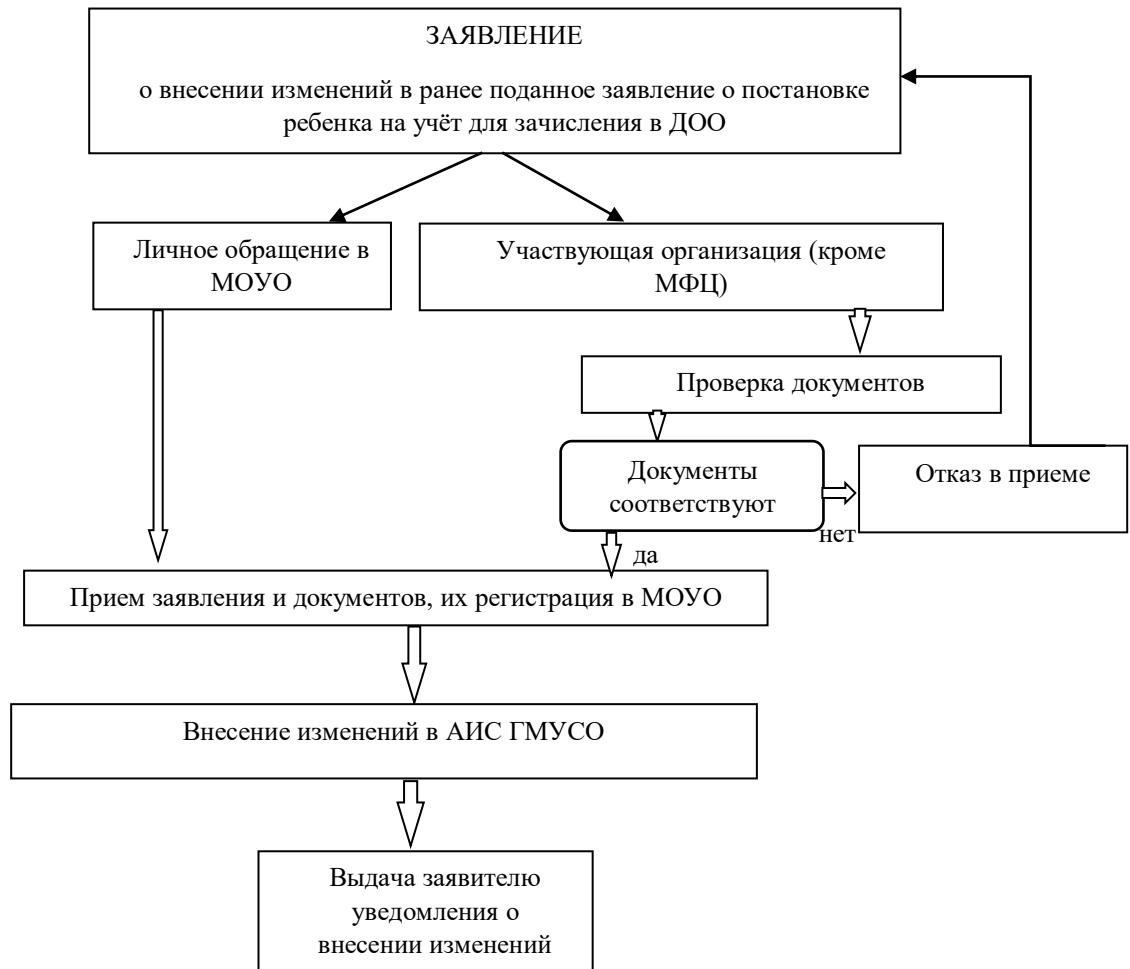 ЗАЯВЛЕНИЕ
о внесении изменений в ранее поданное заявление о постановке
ребенка на учёт для зачисления в ДОО
Личное обращение в
МОУО
Участвующая организация (кроме
МФЦ)
Проверка документов
Документы
соответствуют
Отказ в приеме
нет
да
Прием заявления и документов, их регистрация в МОУО
Внесение изменений в АИС ГМУСО
Выдача заявителю
уведомления о
внесении изменений